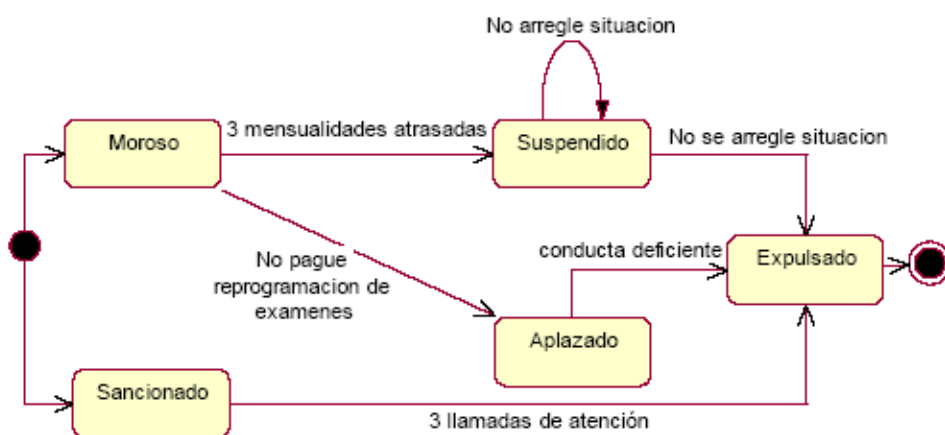 No arregle situacion
Moroso
3 mensualidades atrasadas
Suspendido
No se arregle situacion
No pague
reprogramacion de
examenes
conducta deficiente
Expulsado
Aplazado
Sancionado
3 llamadas de atención